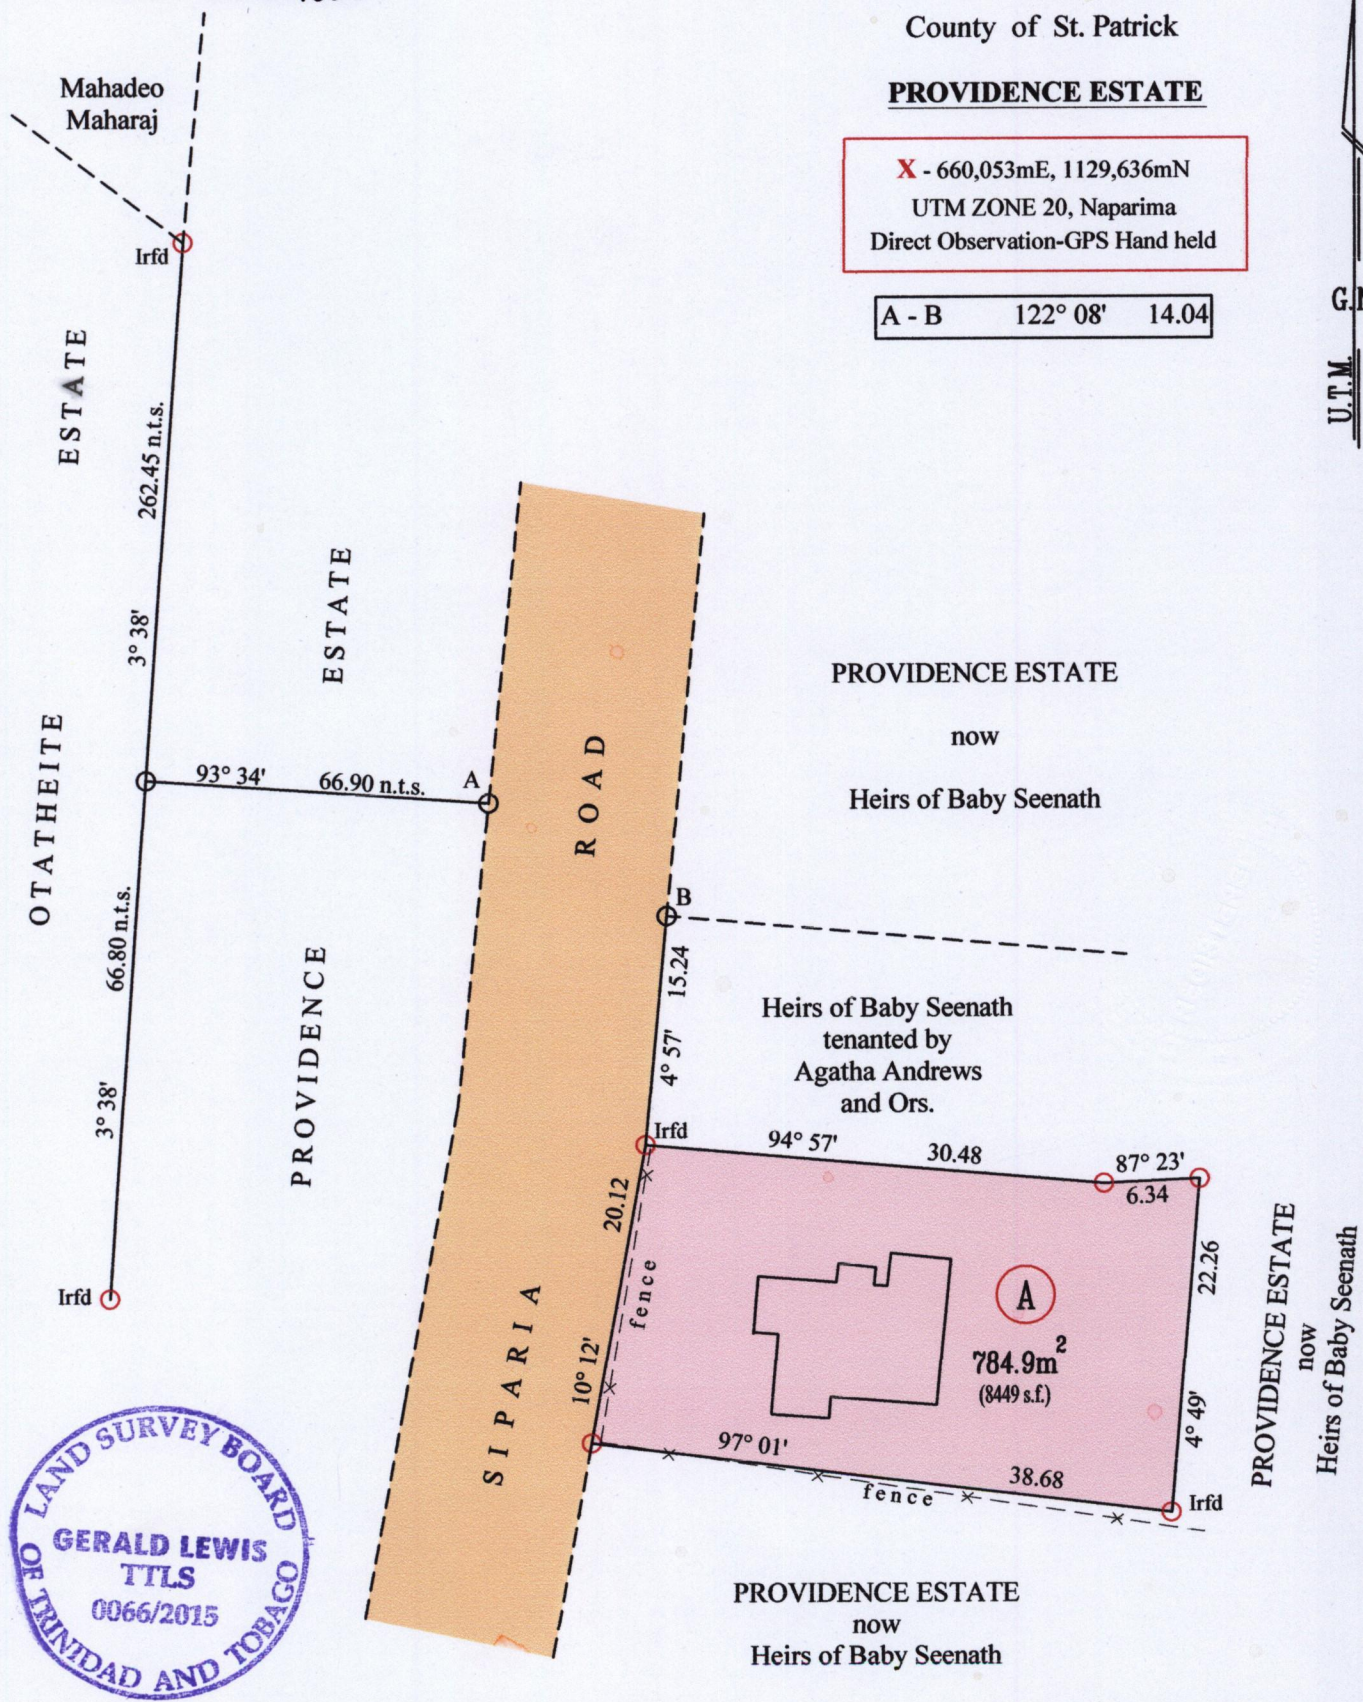 County of St. Patrick
PROVIDENCE ESTATE
X - 660,053mE, 1129,636mN
UTM ZONE 20, Naparima
Direct Observation-GPS Hand held
A - B 122° 08' 14.04
U.T.M.
Mahadeo
Maharaj
Irfd
OTATHEITE ESTATE
3° 38' 262.45 n.t.s.
PROVIDENCE ESTATE
93° 34' 66.90 n.t.s. A
3° 38' 66.80 n.t.s.
Irfd
SIPARIA ROAD
PROVIDENCE ESTATE
now
Heirs of Baby Seenath
B
4° 57' 15.24
Heirs of Baby Seenath
tenanted by
Agatha Andrews
and Ors.
Irfd
94° 57' 30.48
87° 23'
6.34
10° 12' 20.12
fence
A
784.9m²
(8449 s.f.)
4° 49' 22.26
97° 01' 38.68
fence
Irfd
PROVIDENCE ESTATE
now
Heirs of Baby Seenath
PROVIDENCE ESTATE
now
Heirs of Baby Seenath
LAND SURVEY BOARD
OF TRINIDAD AND TOBAGO
GERALD LEWIS
TTLS
0066/2015